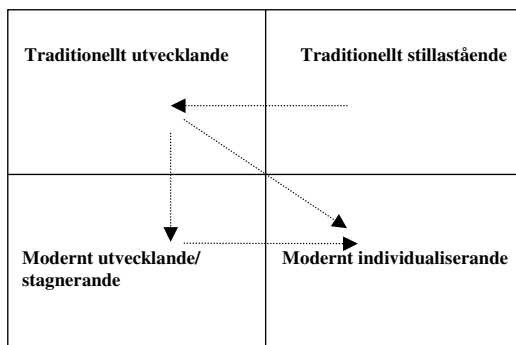 Traditionellt utvecklande
Traditionellt stillastående
Modernt utvecklande/
stagnerande
Modernt individualiserande